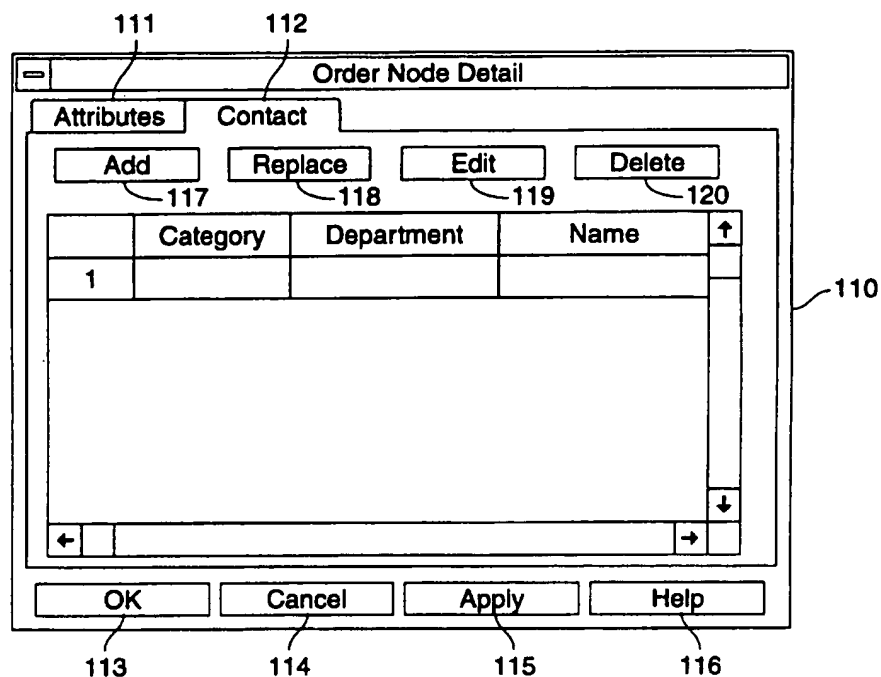 111 112
Order Node Detail
Attributes Contact
Add Replace Edit Delete
117 118 119 120
Category Department Name
1
110
OK Cancel Apply Help
113 114 115 116